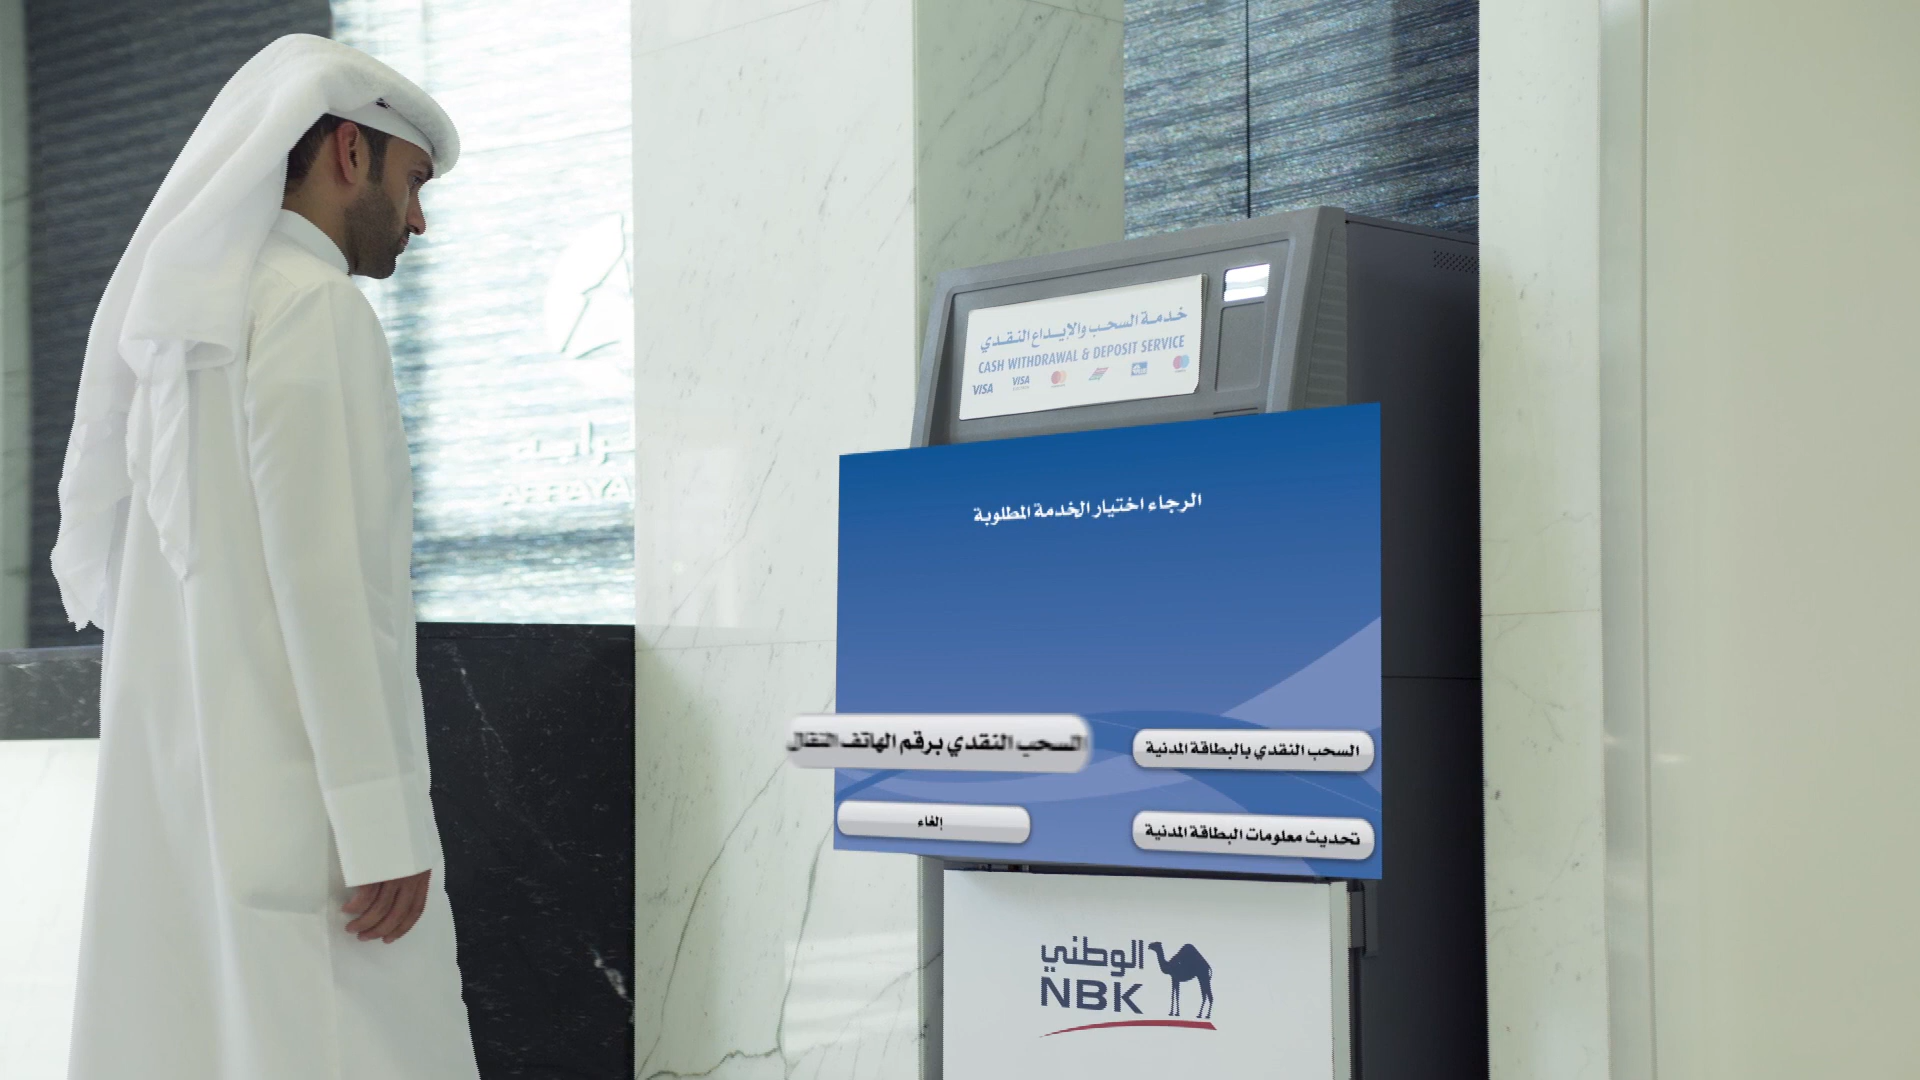 خدمة السحب والإيداع النقدي
CASH WITHDRAWAL & DEPOSIT SERVICE
VISA
VISA
الرجاء اختيار الخدمة المطلوبة
السحب النقدي بالبطاقة المدنية
السحب النقدي برقم الهاتف النقال
تحديث معلومات البطاقة المدنية
إلغاء
الوطني
NBK